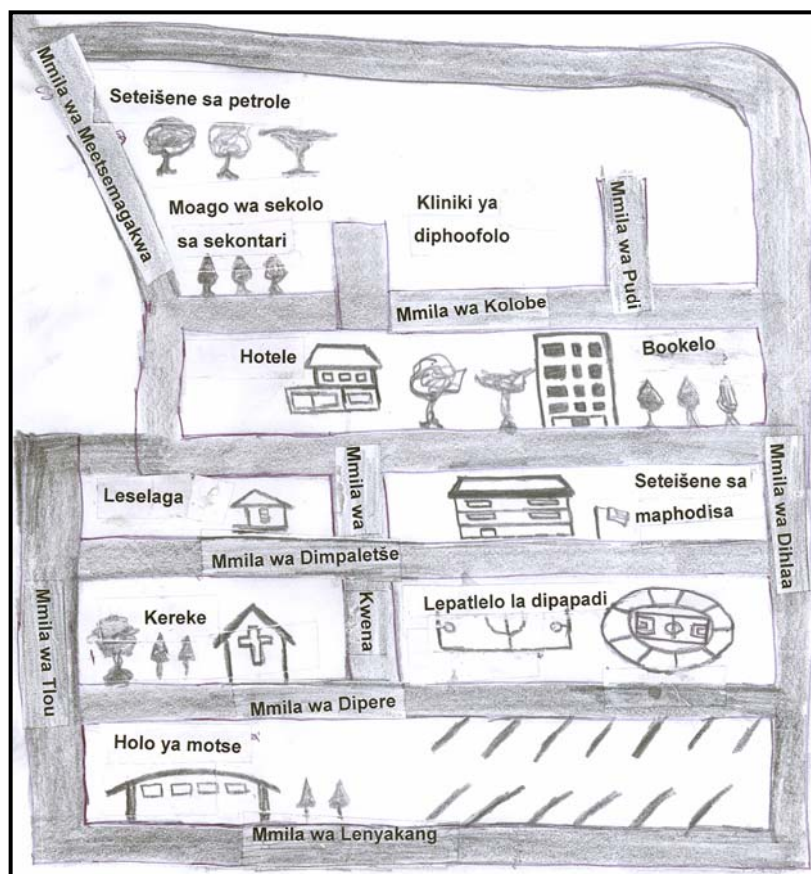 Mmila wa Meetsemagakwa
Seteišene sa petrole
Moago wa sekolo
sa sekontari
Kliniki ya
diphoofolo
Mmila wa Pudi
Mmila wa Kolobe
Hotele
Bookelo
Leselaga
Mmila wa
Seteišene sa
maphodisa
Mmila wa Dihlaa
Mmila wa Dimpaletše
Mmila wa Tlou
Kereke
Kwena
Lepatlelo la dipapadi
Mmila wa Dipere
Holo ya motse
Mmila wa Lenyakang